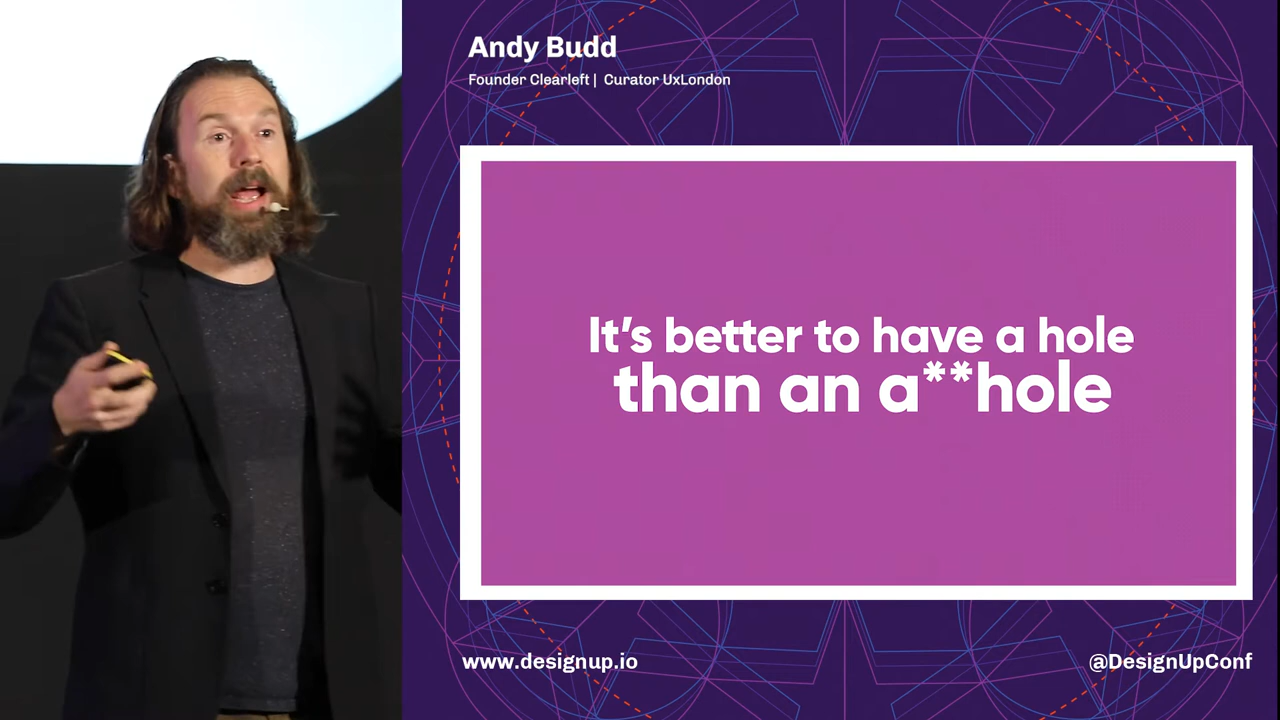 Andy Budd
Founder Clearleft | Curator UxLondon
It's better to have a hole
than an a**hole
www.designup.io
@DesignUpConf